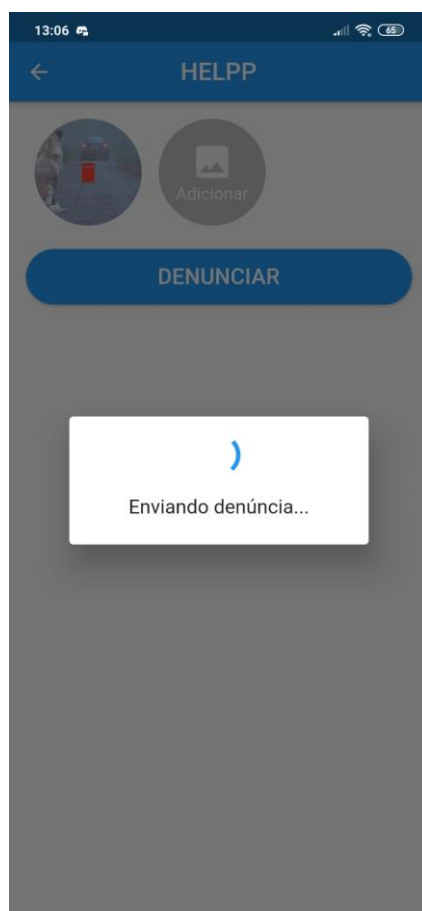 13:06
65
HELPP
Adicionar
DENUNCIAR
Enviando denúncia...